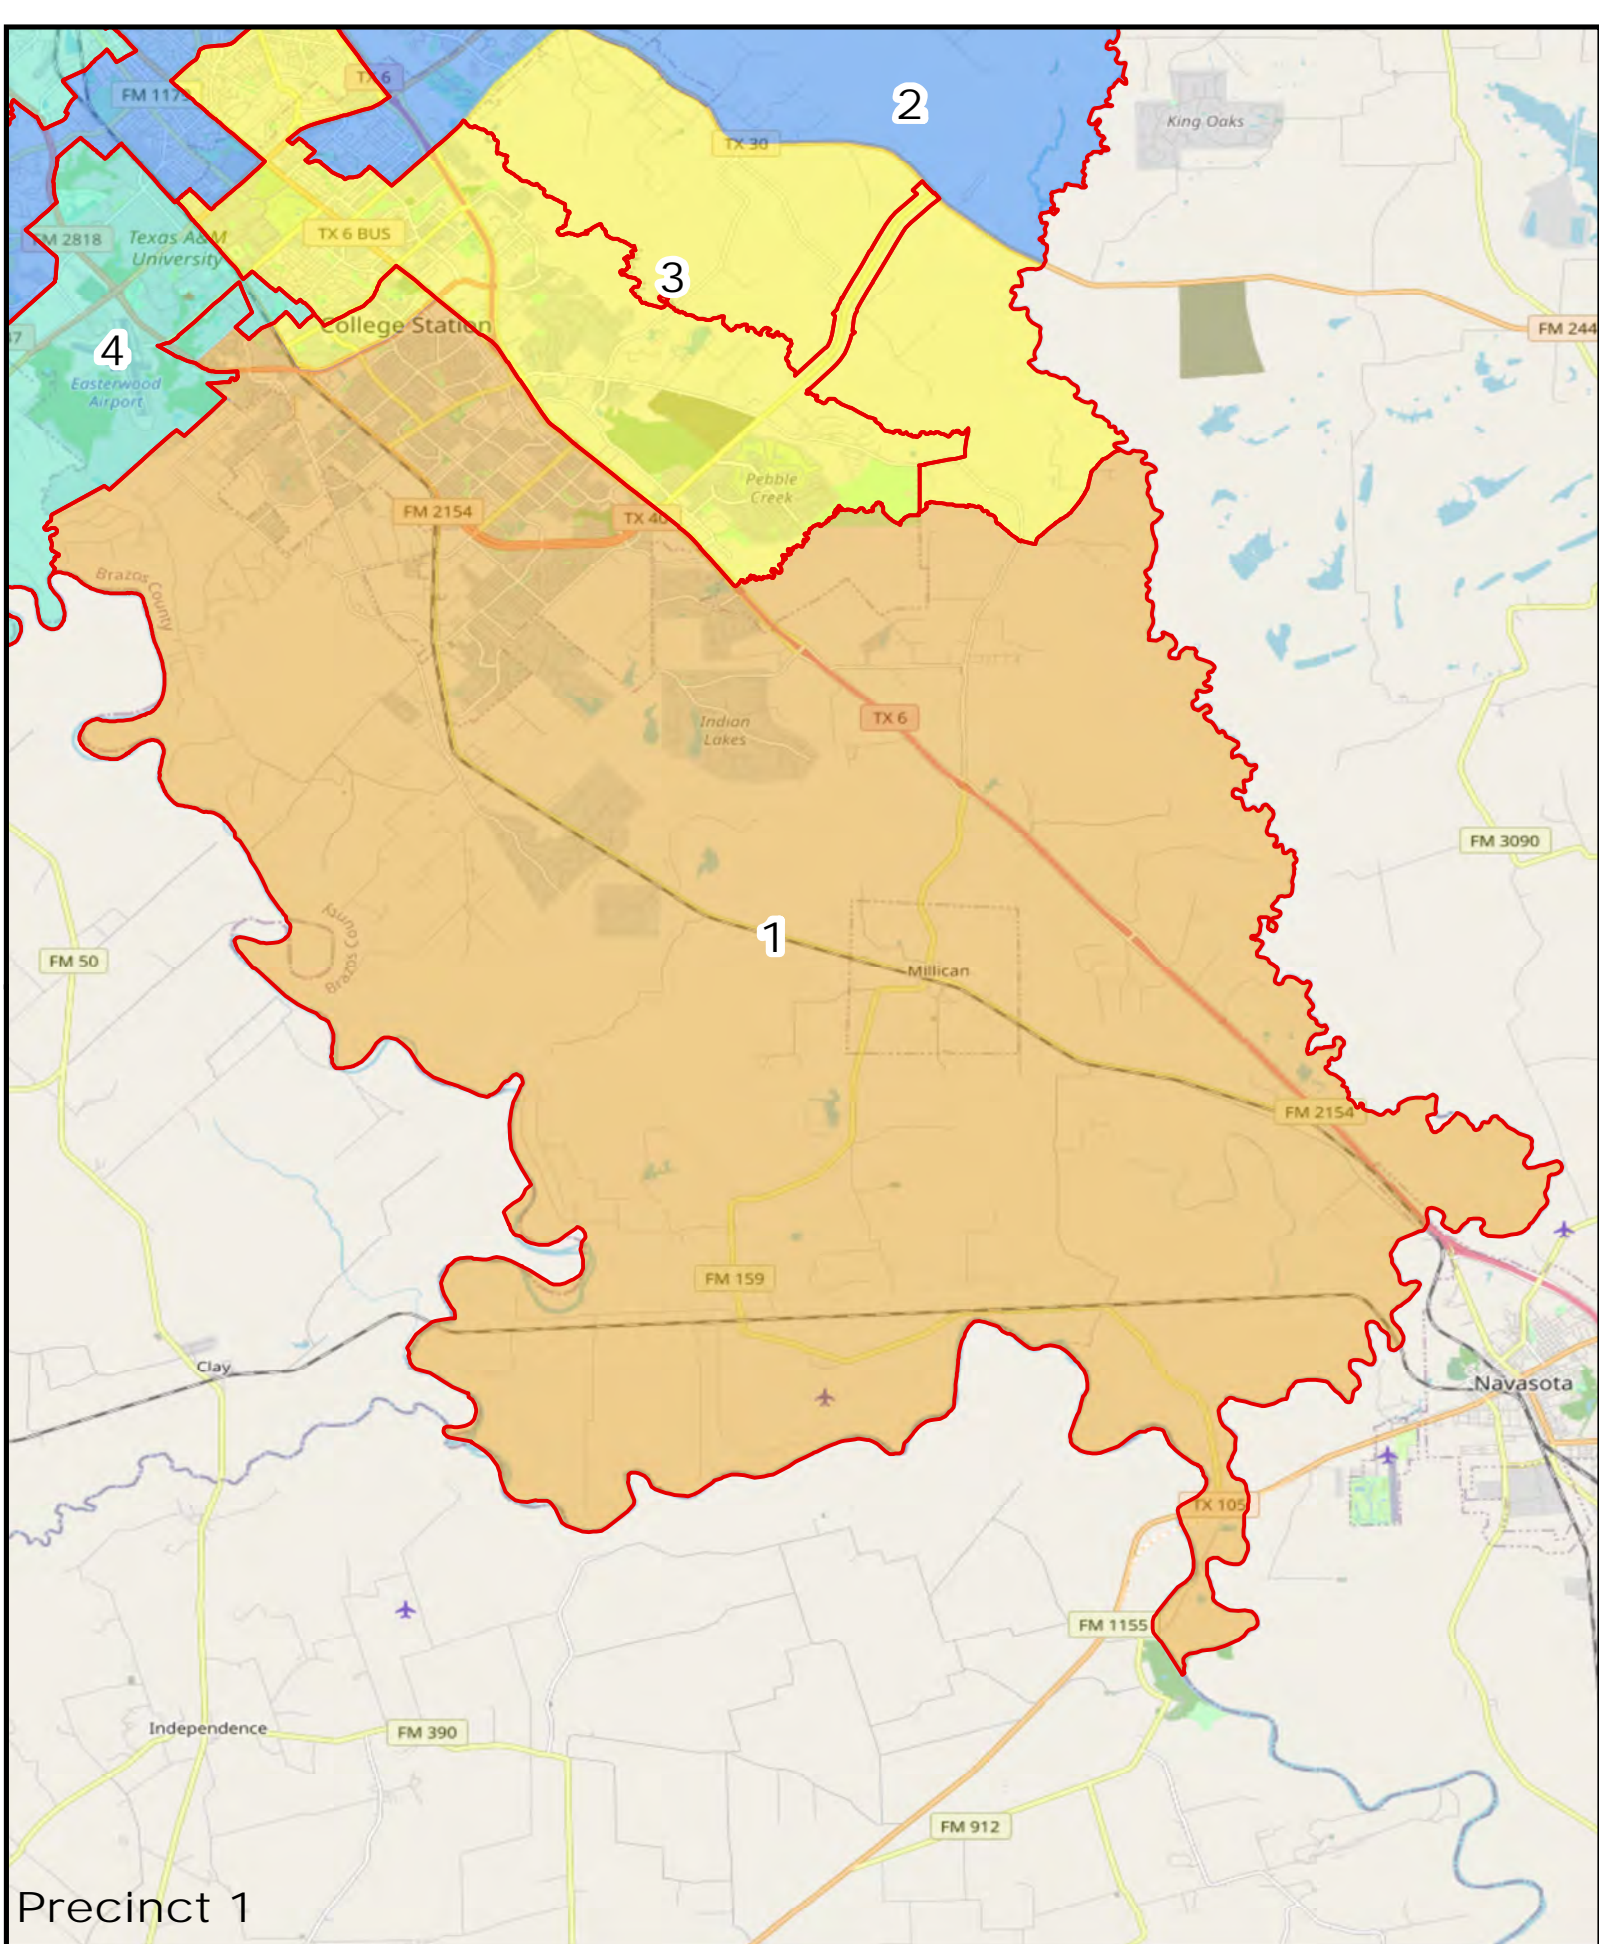 TX 6
FM 1179
2
King Oaks
TX 30
FM 2818
Texas A&M
University
TX 6 BUS
3
College Station
FM 244
47
4
Easterwood
Airport
Pebble
Creek
FM 2154
TX 40
Brazos County
Indian
Lakes
TX 6
FM 3090
Brazos County
1
FM 50
Millican
FM 2154
FM 159
Clay
Navasota
TX 105
FM 1155
Independence
FM 390
FM 912
Precinct 1